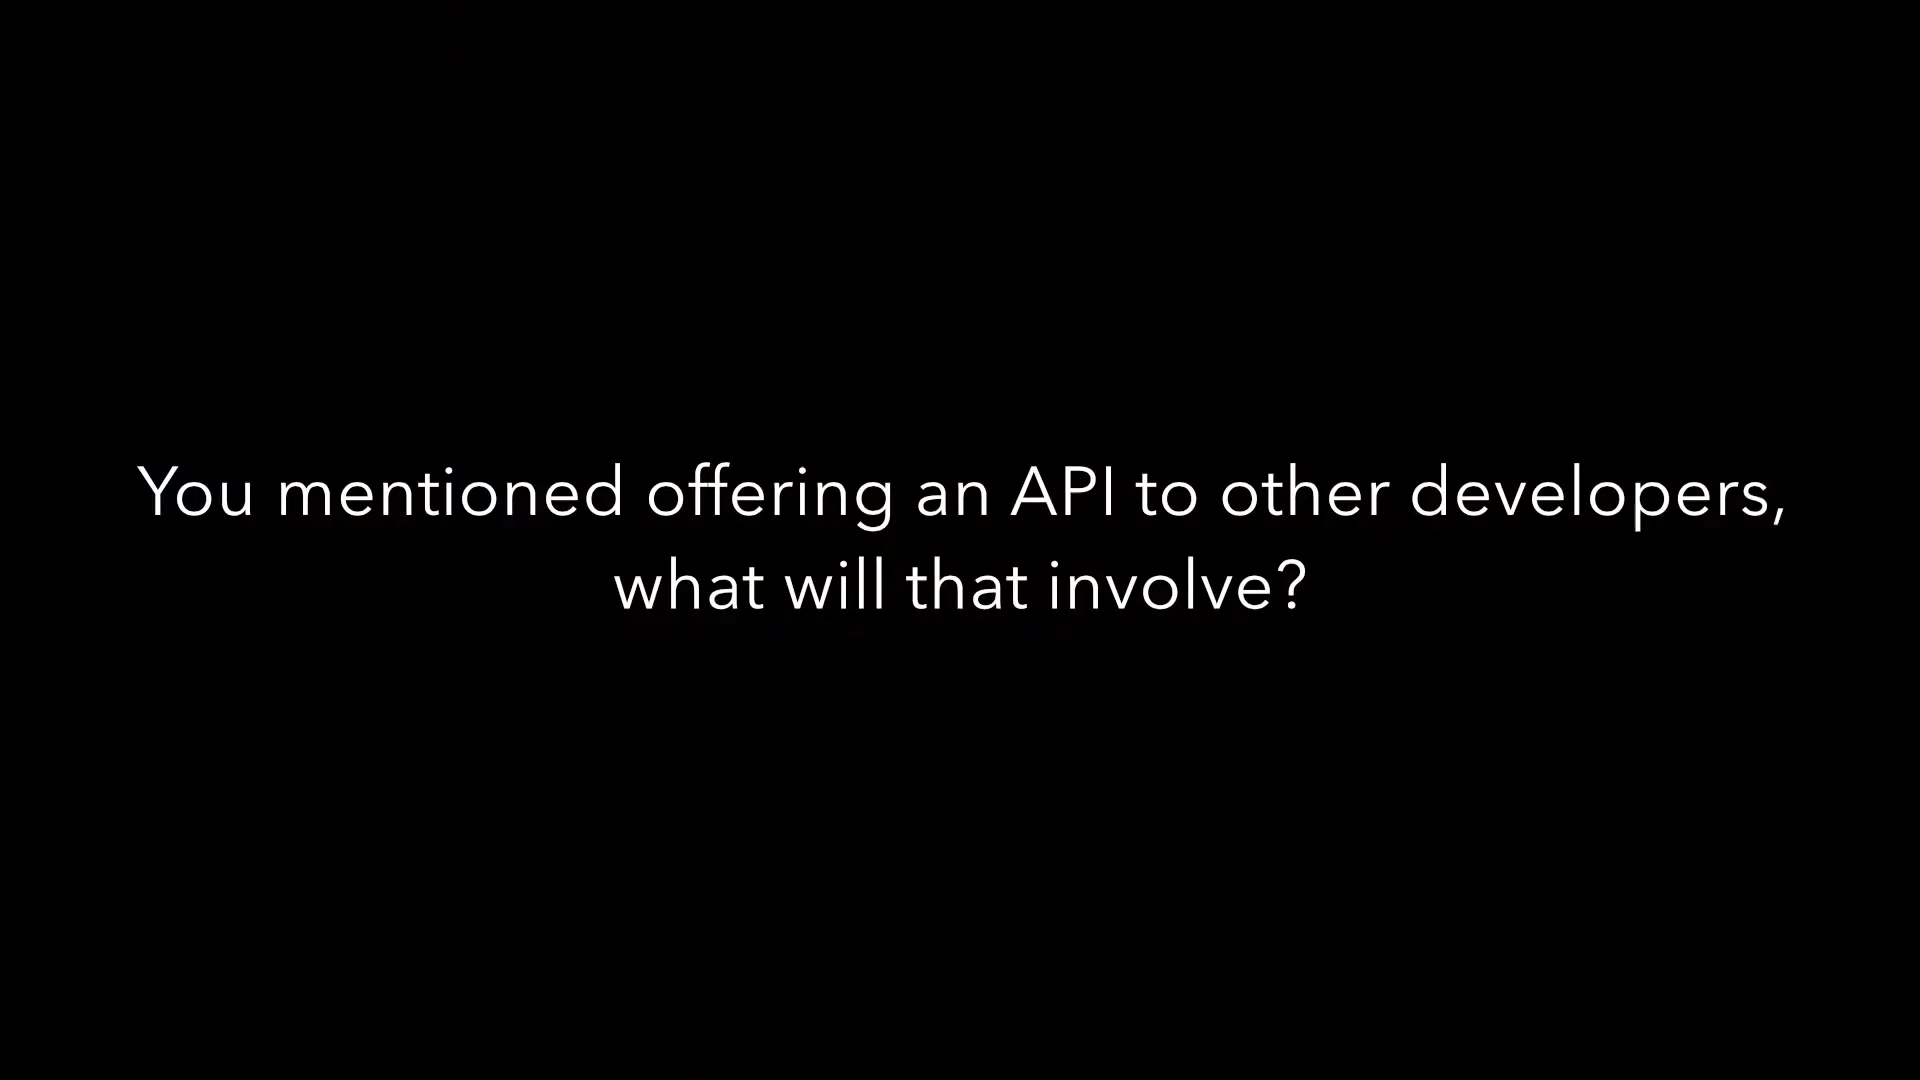 You mentioned offering an API to other developers,
what will that involve?